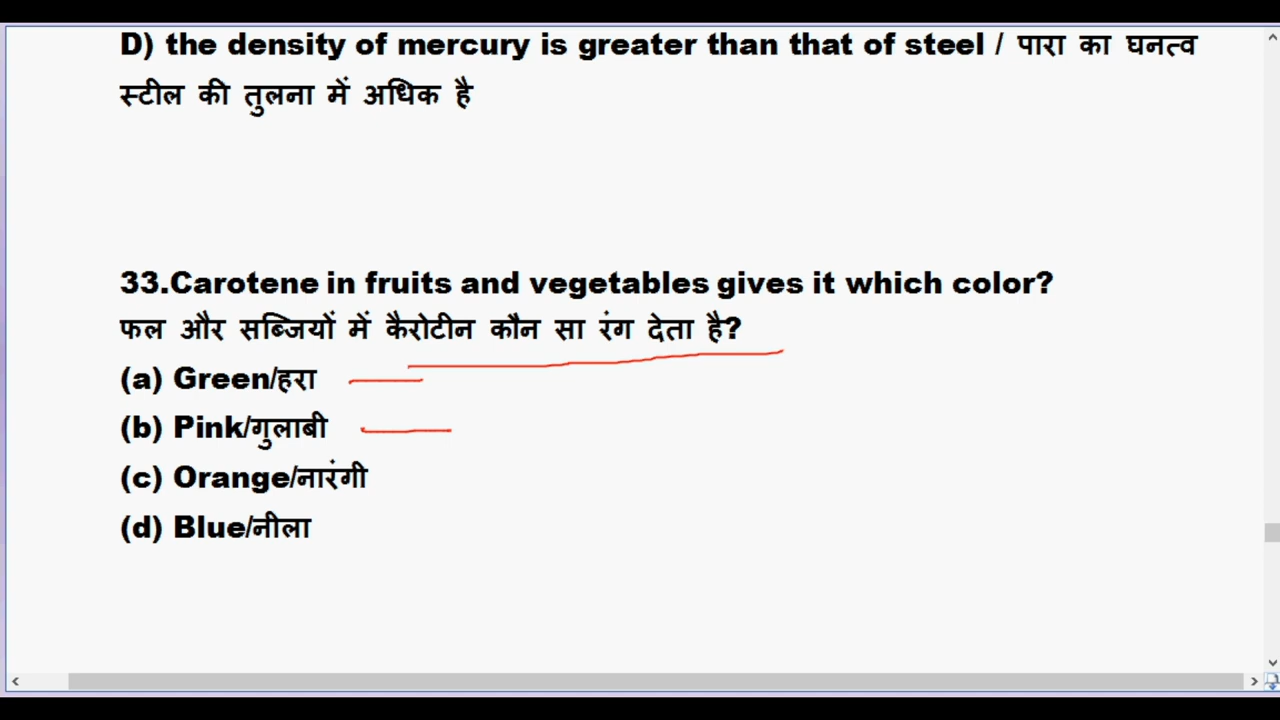 D) the density of mercury is greater than that of steel / पारा का घनत्व
स्टील की तुलना में अधिक है
33.Carotene in fruits and vegetables gives it which color?
फल और सब्जियों में कैरोटीन कौन सा रंग देता है?
(a) Green/हरा
(b) Pink/गुलाबी
(c) Orange/नारंगी
(d) Blue/नीला